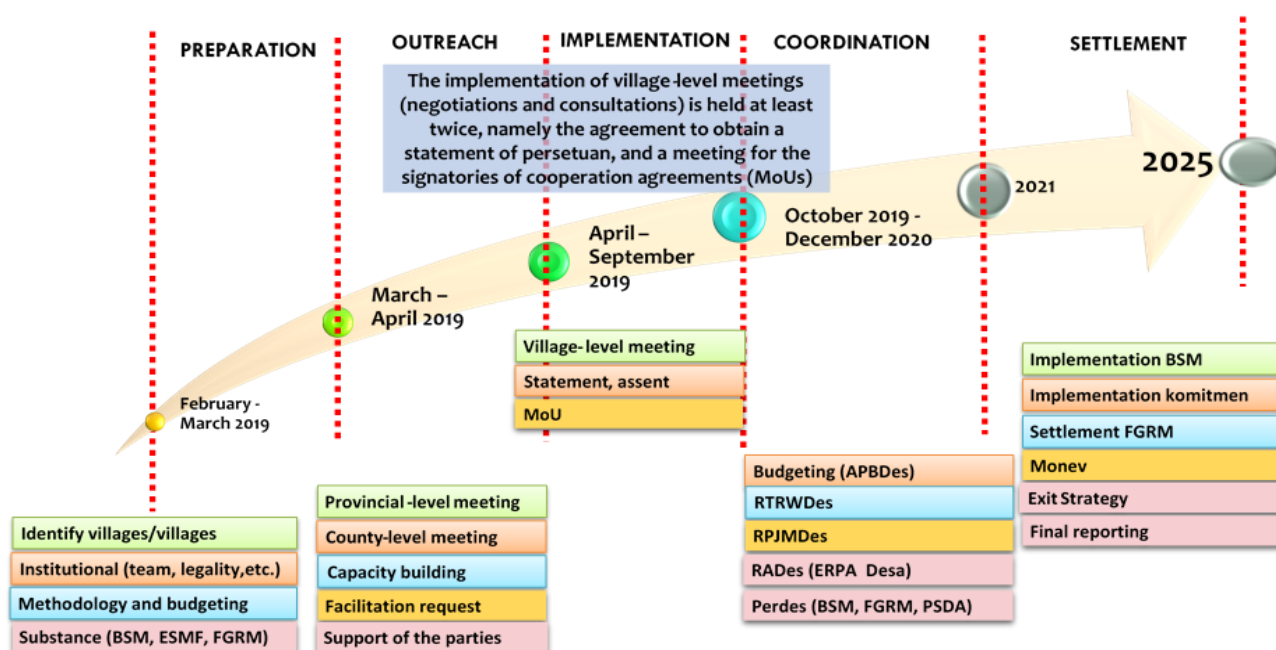 PREPARATION
OUTREACH
IMPLEMENTATION
COORDINATION
SETTLEMENT
The implementation of village-level meetings
(negotiations and consultations) is held at least
twice, namely the agreement to obtain a
statement of persetuan, and a meeting for the
signatories of cooperation agreements (MoUs)
2025
2021
October 2019 -
December 2020
April –
September
2019
March –
April 2019
February -
March 2019
Identify villages/villages
Institutional (team, legality,etc.)
Methodology and budgeting
Substance (BSM, ESMF, FGRM)
Provincial-level meeting
County-level meeting
Capacity building
Facilitation request
Support of the parties
Village-level meeting
Statement, assent
MoU
Budgeting (APBDes)
RTRWDes
RPJMDes
RADes (ERPA Desa)
Perdes (BSM, FGRM, PSDA)
Implementation BSM
Implementation komitmen
Settlement FGRM
Monev
Exit Strategy
Final reporting